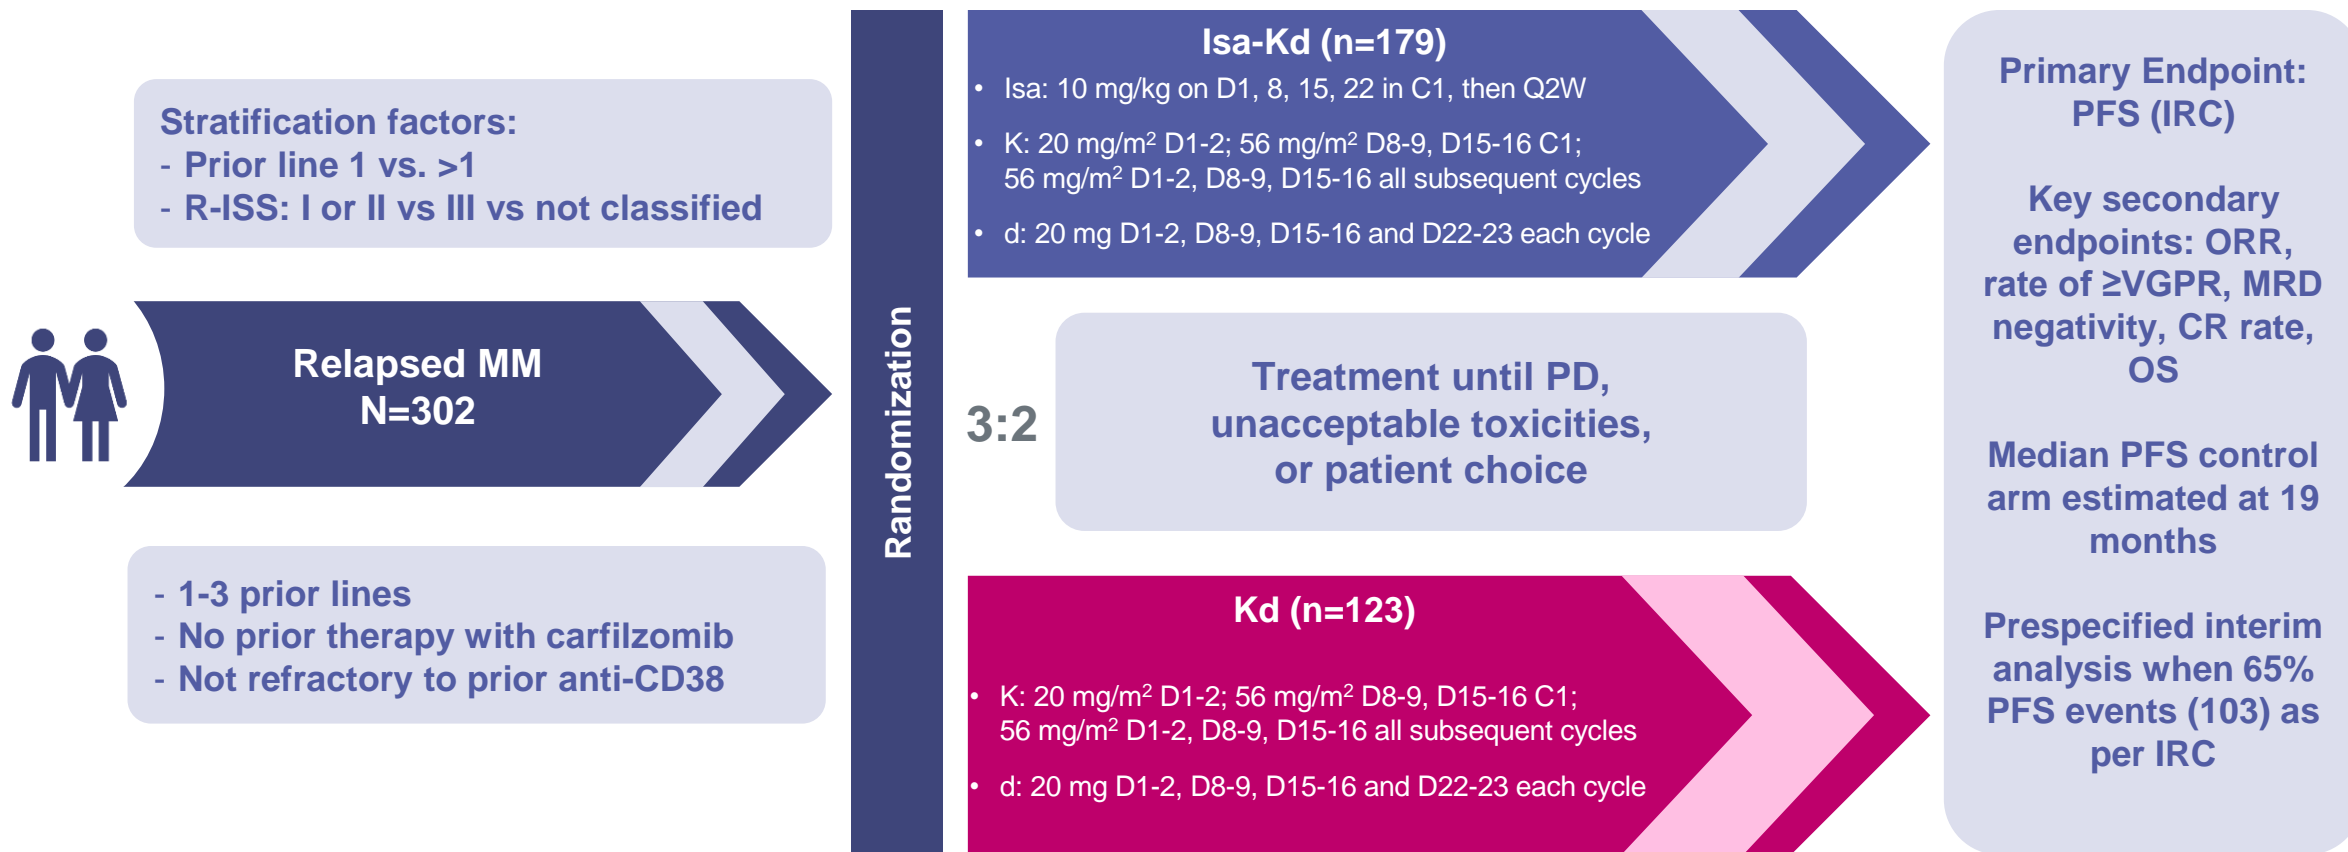 Stratification factors:
- Prior line 1 vs. >1
- R-ISS: I or II vs III vs not classified
Relapsed MM
N=302
- 1-3 prior lines
- No prior therapy with carfilzomib
- Not refractory to prior anti-CD38
Randomization
Isa-Kd (n=179)
• Isa: 10 mg/kg on D1, 8, 15, 22 in C1, then Q2W
• K: 20 mg/m² D1-2; 56 mg/m² D8-9, D15-16 C1;
56 mg/m² D1-2, D8-9, D15-16 all subsequent cycles
• d: 20 mg D1-2, D8-9, D15-16 and D22-23 each cycle
3:2
Treatment until PD,
unacceptable toxicities,
or patient choice
Kd (n=123)
• K: 20 mg/m² D1-2; 56 mg/m² D8-9, D15-16 C1;
56 mg/m² D1-2, D8-9, D15-16 all subsequent cycles
• d: 20 mg D1-2, D8-9, D15-16 and D22-23 each cycle
Primary Endpoint:
PFS (IRC)
Key secondary
endpoints: ORR,
rate of ≥VGPR, MRD
negativity, CR rate,
OS
Median PFS control
arm estimated at 19
months
Prespecified interim
analysis when 65%
PFS events (103) as
per IRC